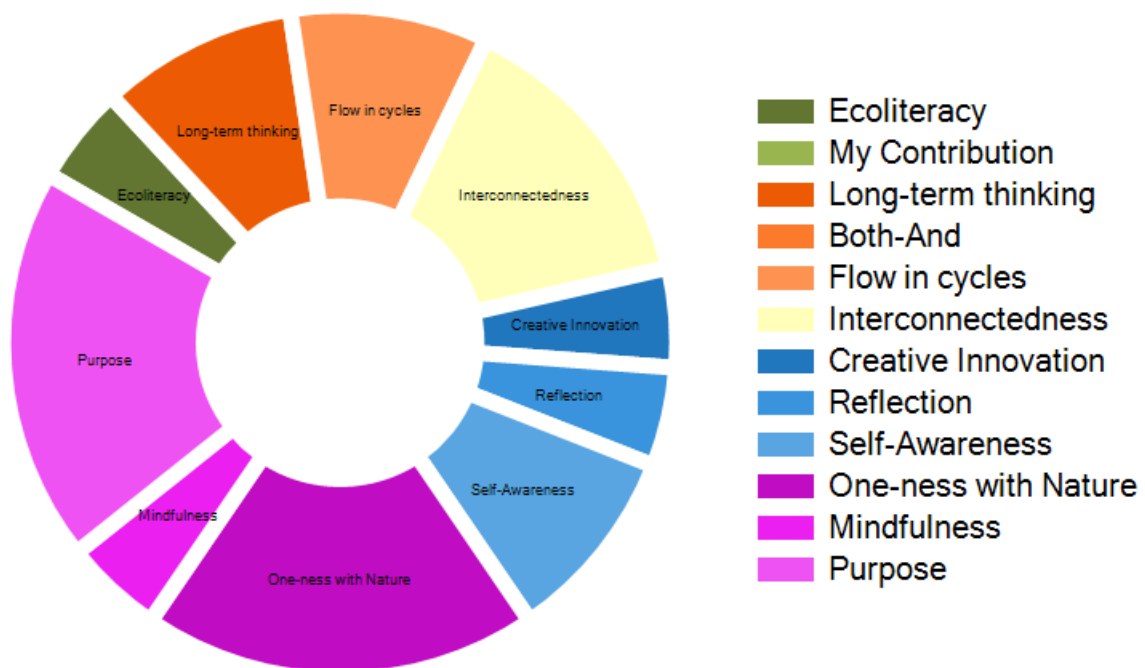 Flow in cycles
Long-term thinking
Interconnectedness
Ecoliteracy
Creative Innovation
Purpose
Reflection
Self-Awareness
Mindfulness
One-ness with Nature
Ecoliteracy
My Contribution
Long-term thinking
Both-And
Flow in cycles
Interconnectedness
Creative Innovation
Reflection
Self-Awareness
One-ness with Nature
Mindfulness
Purpose